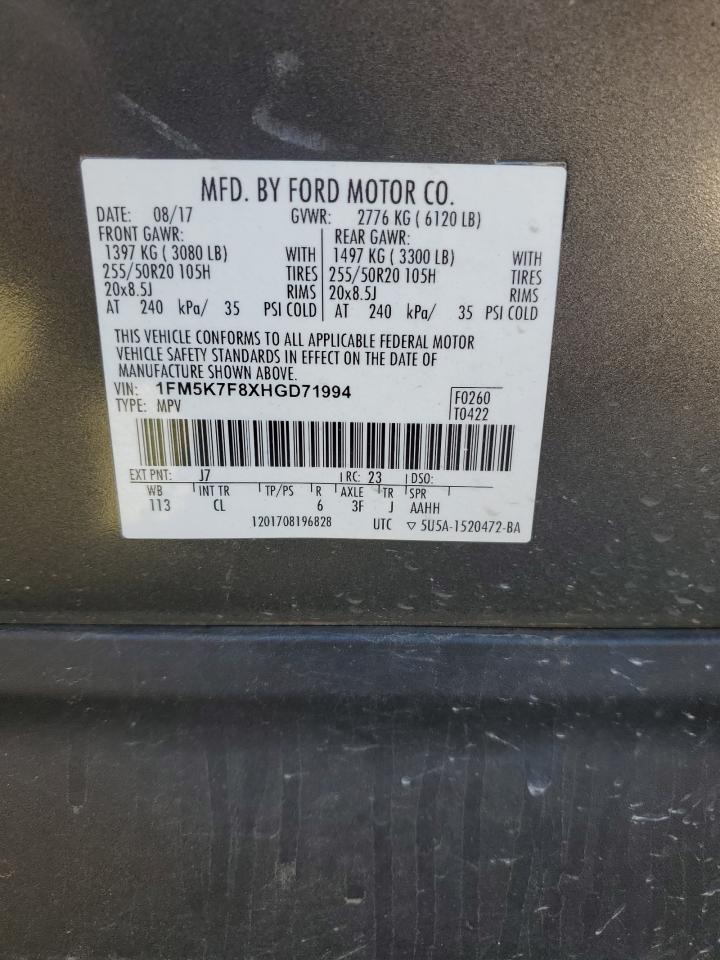 MFD. BY FORD MOTOR CO.
DATE: 08/17 GVWR: 2776 KG ( 6120 LB)
FRONT GAWR: REAR GAWR:
1397 KG ( 3080 LB) WITH 1497 KG ( 3300 LB) WITH
255/50R20 105H TIRES 255/50R20 105H TIRES
20x8.5J RIMS 20x8.5J RIMS
AT 240 kPa/ 35 PSI COLD AT 240 kPa/ 35 PSI COLD
THIS VEHICLE CONFORMS TO ALL APPLICABLE FEDERAL MOTOR
VEHICLE SAFETY STANDARDS IN EFFECT ON THE DATE OF
MANUFACTURE SHOWN ABOVE.
VIN: 1FM5K7F8XHGD71994 F0260
TYPE: MPV T0422
EXT PNT: J7 RC: 23 DSO:
WB INT TR TP/PS R AXLE TR SPR
113 CL 6 3F J AAHH
1201708196828 UTC ▽ 5U5A-1520472-BA